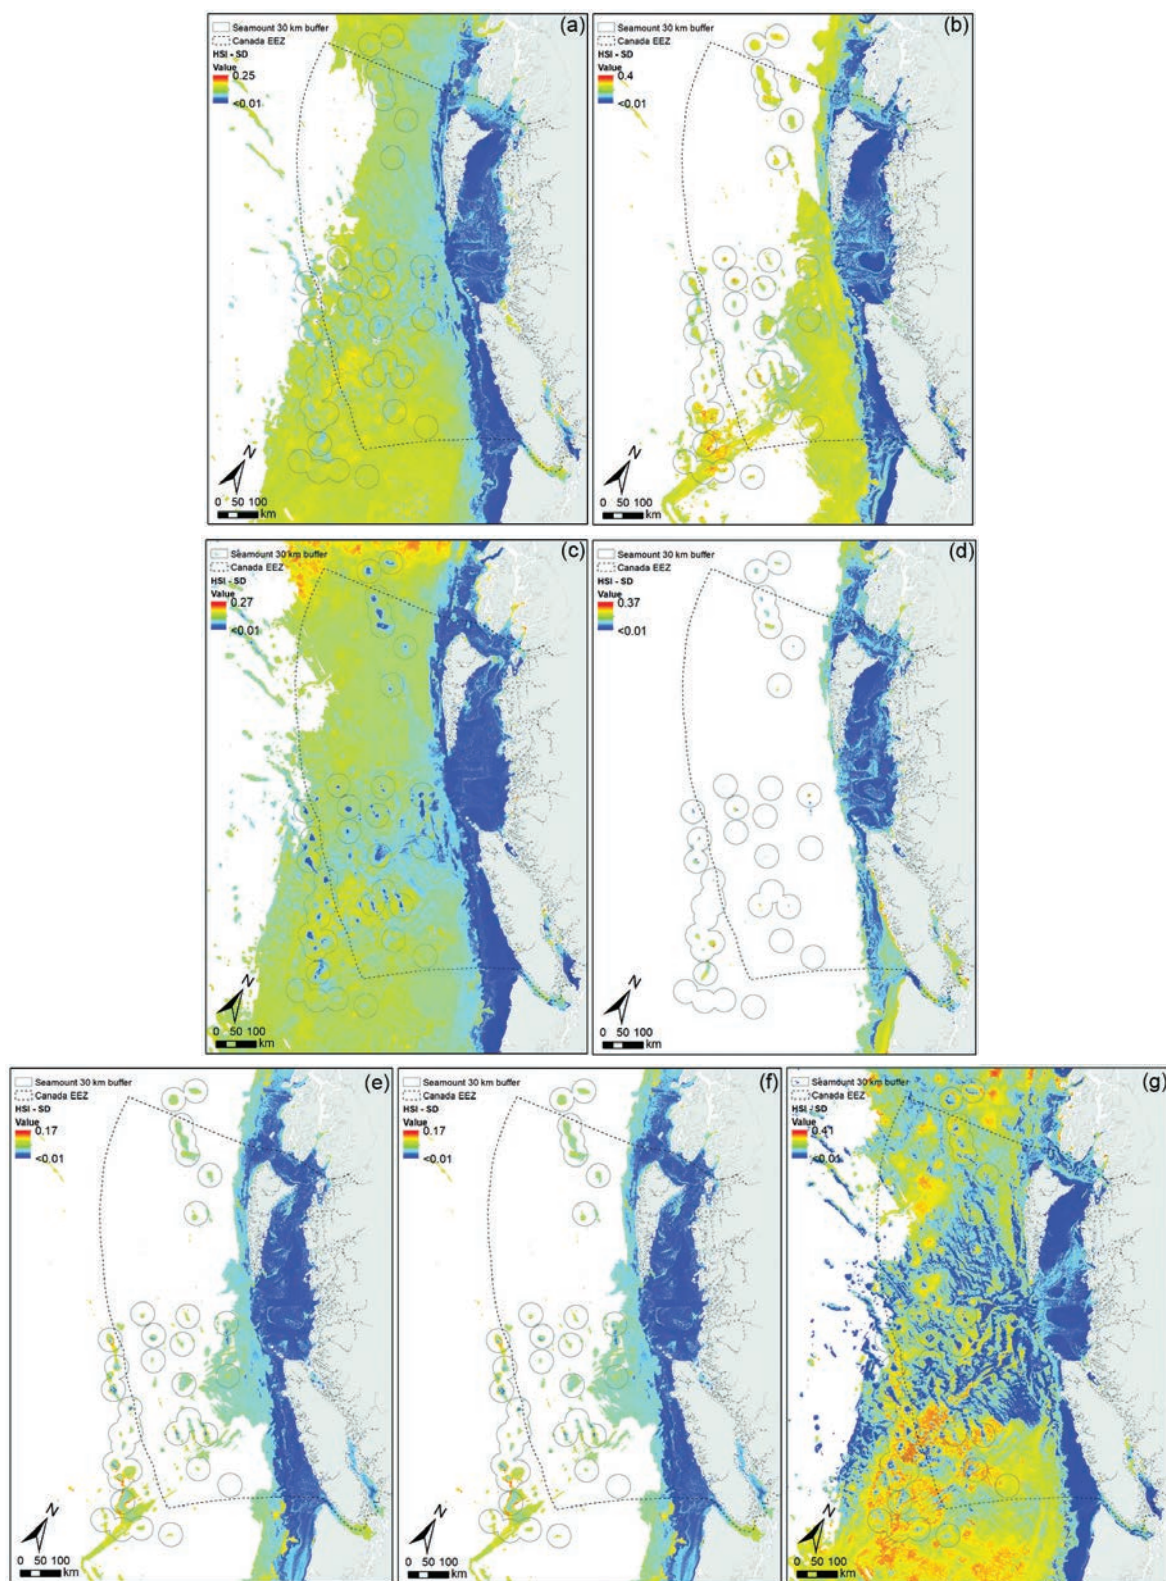 (a)
Seamount 30 km buffer
Canada EEZ
HSI - SD
Value
0.25
<0.01
N
0 50 100
km
(b)
Seamount 30 km buffer
Canada EEZ
HSI - SD
Value
0.4
<0.01
N
0 50 100
km
(c)
Seamount 30 km buffer
Canada EEZ
HSI - SD
Value
0.27
<0.01
N
0 50 100
km
(d)
Seamount 30 km buffer
Canada EEZ
HSI - SD
Value
0.37
<0.01
N
0 50 100
km
(e)
Seamount 30 km buffer
Canada EEZ
HSI - SD
Value
0.17
<0.01
N
0 50 100
km
(f)
Seamount 30 km buffer
Canada EEZ
HSI - SD
Value
0.17
<0.01
N
0 50 100
km
(g)
Seamount 30 km buffer
Canada EEZ
HSI - SD
Value
0.41
<0.01
N
0 50 100
km